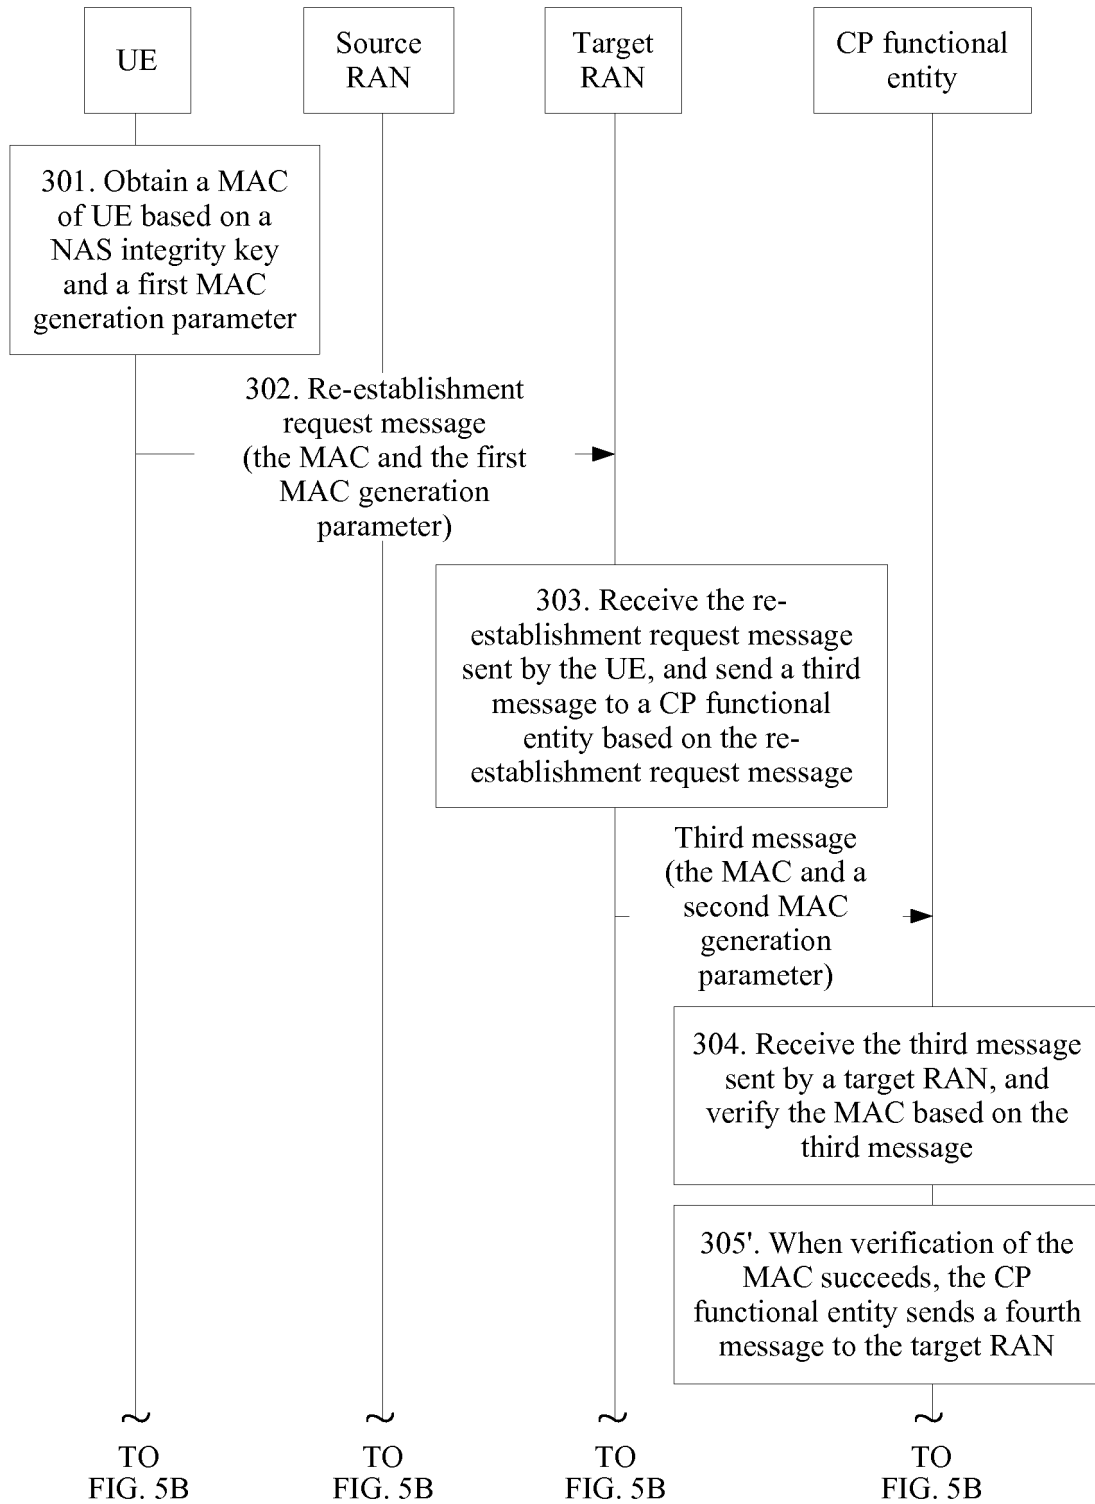 UE
Source
RAN
Target
RAN
CP functional
entity
301. Obtain a MAC
of UE based on a
NAS integrity key
and a first MAC
generation parameter
302. Re-establishment
request message
(the MAC and the first
MAC generation
parameter)
303. Receive the re-
establishment request message
sent by the UE, and send a third
message to a CP functional
entity based on the re-
establishment request message
Third message
(the MAC and a
second MAC
generation
parameter)
304. Receive the third message
sent by a target RAN, and
verify the MAC based on the
third message
305'. When verification of the
MAC succeeds, the CP
functional entity sends a fourth
message to the target RAN
TO
FIG. 5B
TO
FIG. 5B
TO
FIG. 5B
TO
FIG. 5B